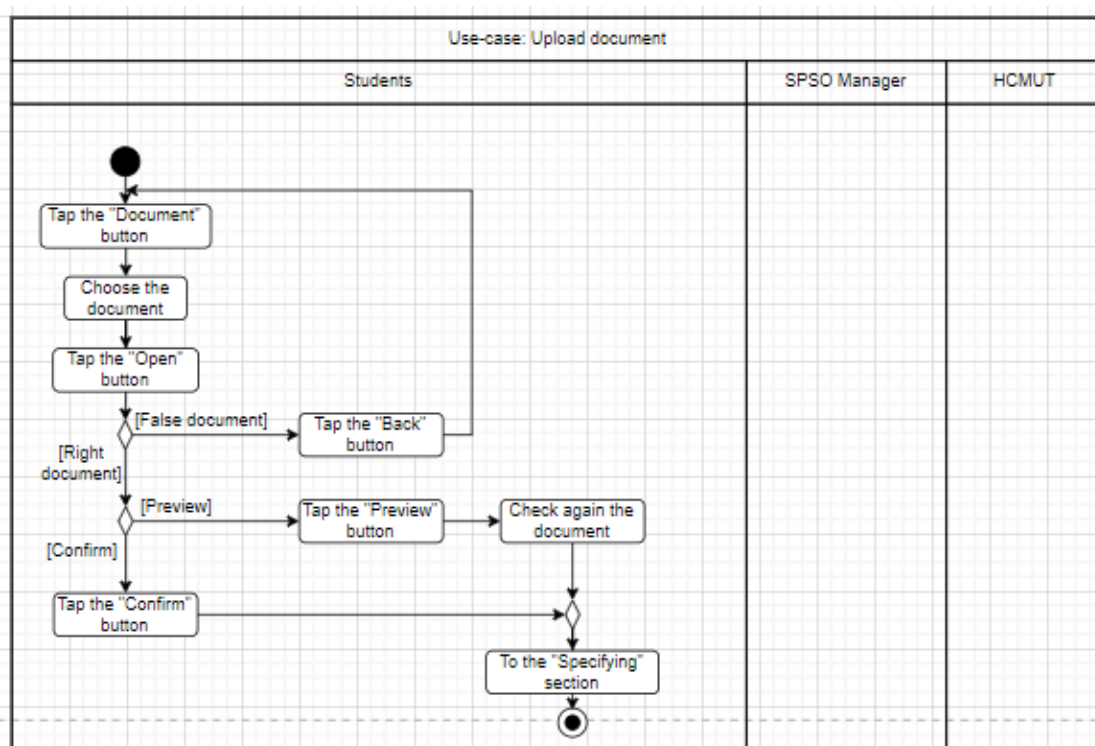 Use-case: Upload document
Students
SPSO Manager
HCMUT
Tap the "Document"
button
Choose the
document
Tap the "Open"
button
[False document]
Tap the "Back"
button
[Right
document]
[Preview]
Tap the "Preview"
button
Check again the
document
[Confirm]
Tap the "Confirm"
button
To the "Specifying"
section